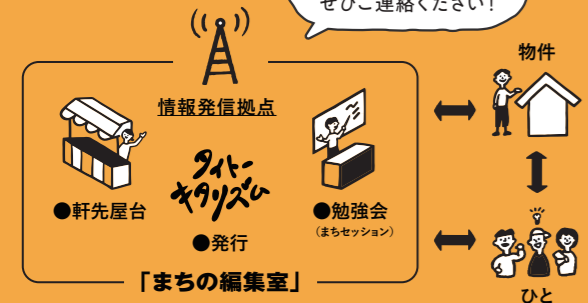 ぜひご連絡ください！
物件
情報発信拠点
タイトー
キタリズム
●軒先屋台
●勉強会
（まちセッション）
●発行
「まちの編集室」
ひと